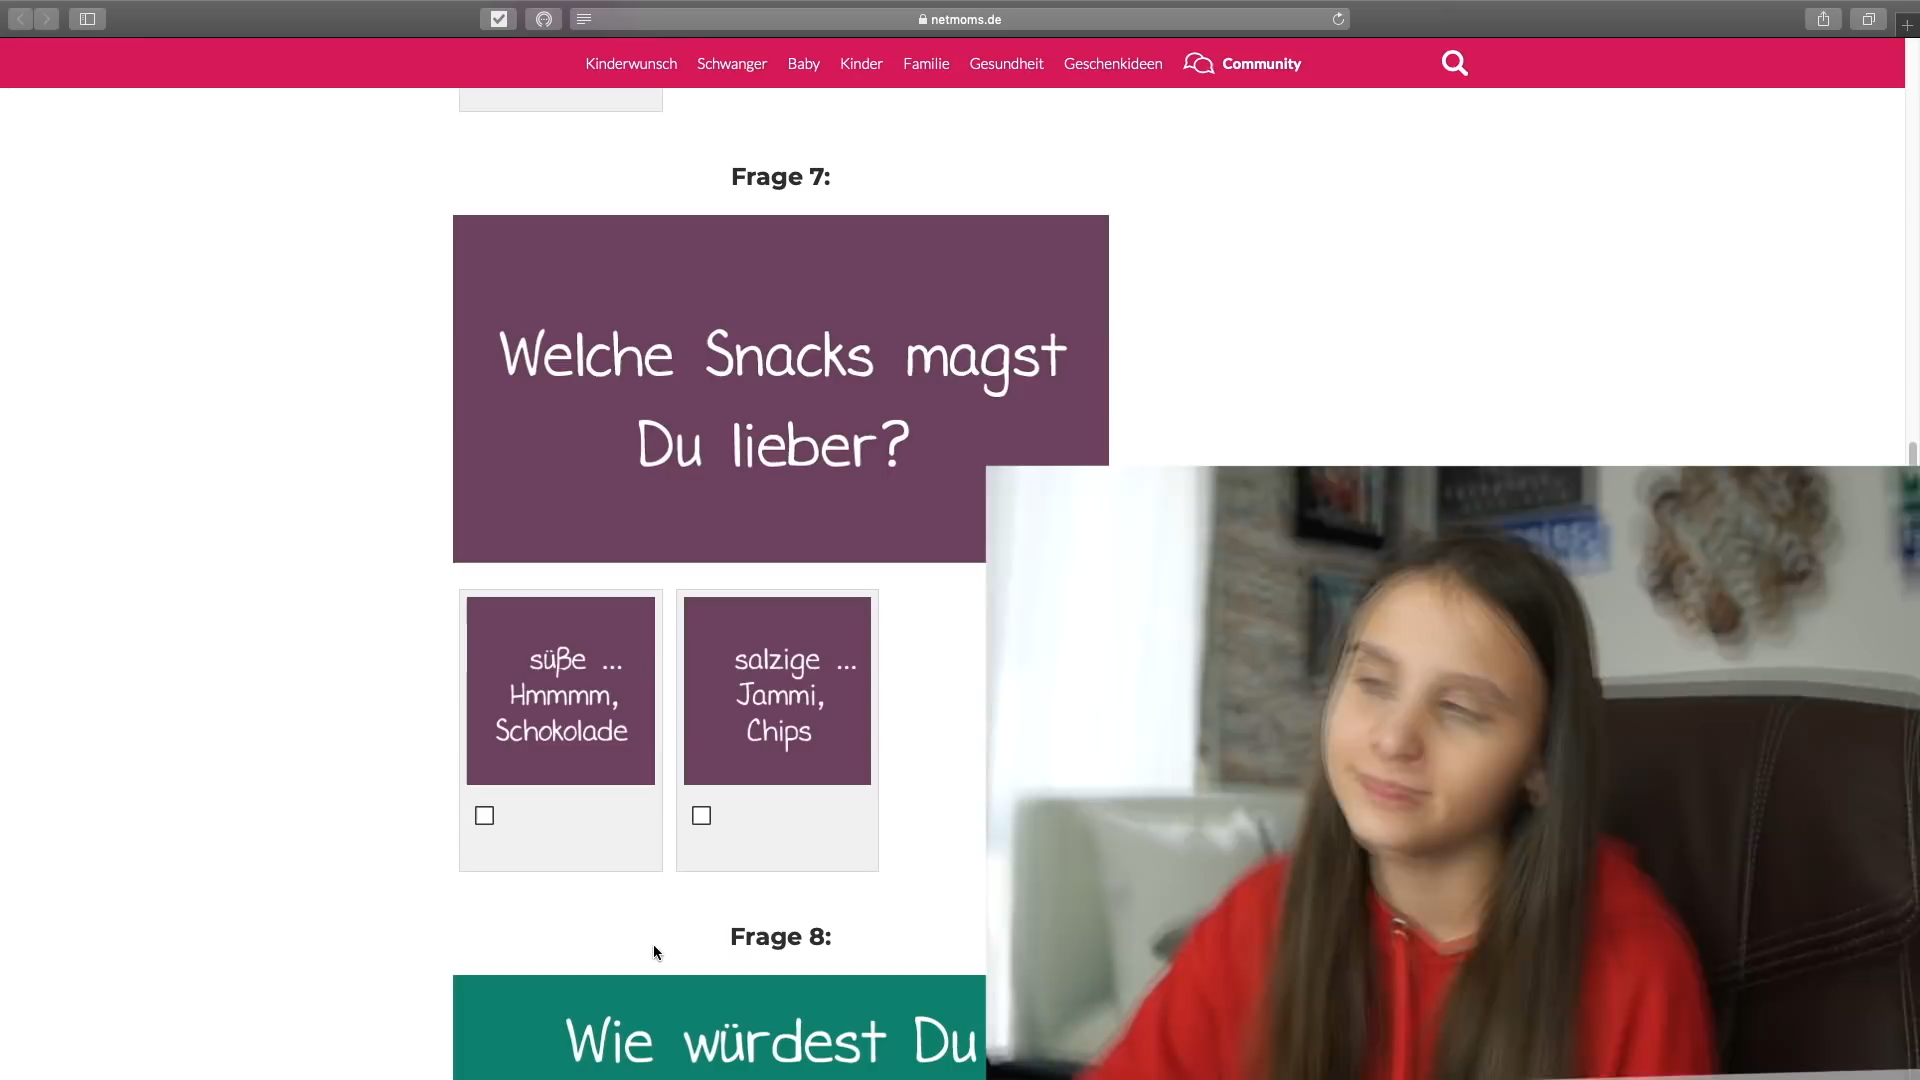 netmoms.de
Kinderwunsch Schwanger Baby Kinder Familie Gesundheit Geschenkideen Community
Frage 7:
Welche Snacks magst
Du lieber?
süße ...
Hmmmm,
Schokolade
salzige ...
Jammi,
Chips
Frage 8:
Wie würdest Du